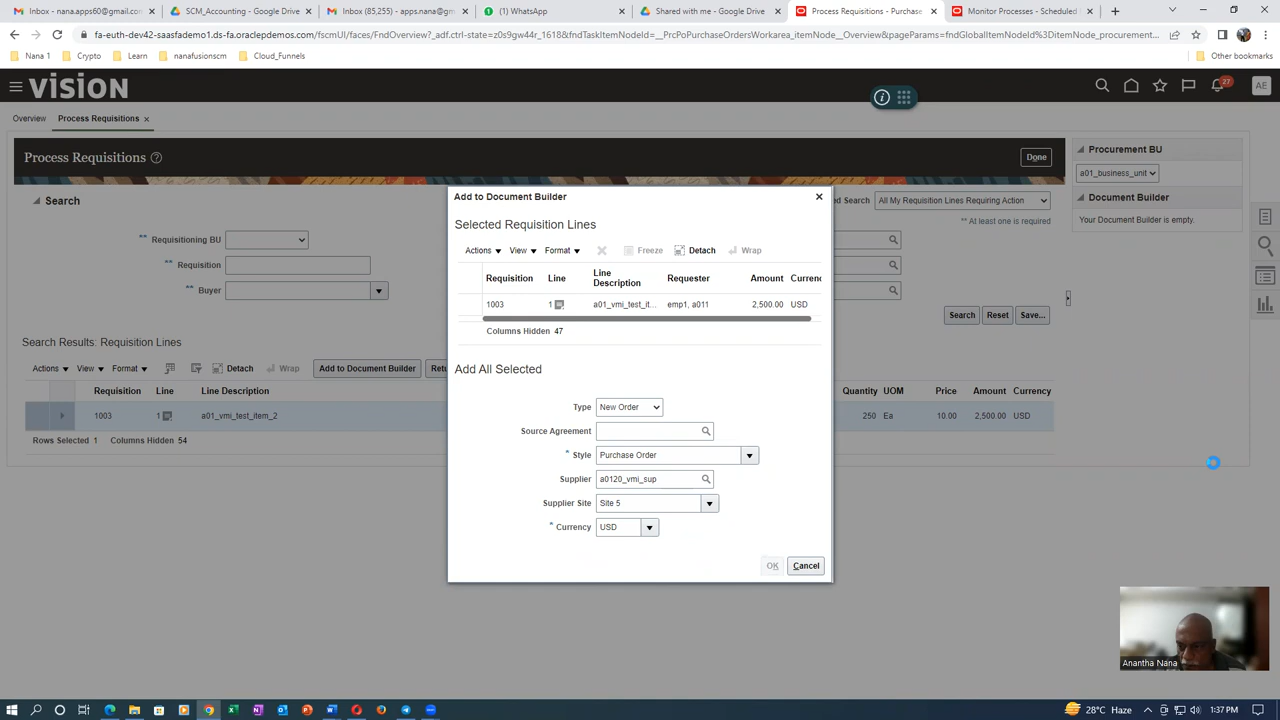 Inbox - nana.apps60@gmail.com
SCM_Accounting - Google Drive
Inbox (85,255) - apps.nana@g
(1) WhatsApp
Shared with me - Google Drive
Process Requisitions - Purchase
Monitor Processes - Scheduled
fa-euth-dev42-saasfademo1.ds-fa.oraclepdemos.com/fscmUI/faces/FndOverview?_adf.ctrl-state=z0s9gw44r_1618&fndTaskItemNodeId=__PrcPoPurchaseOrdersWorkarea_itemNode__Overview&pageParams=fndGlobalItemNodeId%3DitemNode_procurement...
Nana 1
Crypto
Learn
nanafusionscm
Cloud_Funnels
Other bookmarks
VISION
27
AE
Overview
Process Requisitions
Process Requisitions
Done
Search
ed Search All My Requisition Lines Requiring Action
** At least one is required
** Requisitioning BU
** Requisition
** Buyer
Search Reset Save...
Search Results: Requisition Lines
Actions View Format Detach Wrap Add to Document Builder Retu
Requisition Line Line Description Quantity UOM Price Amount Currency
1003 1 a01_vmi_test_item_2 250 Ea 10.00 2,500.00 USD
Rows Selected 1 Columns Hidden 54
Procurement BU
a01_business_unit
Document Builder
Your Document Builder is empty.
Add to Document Builder
Selected Requisition Lines
Actions View Format Freeze Detach Wrap
Requisition Line Line Description Requester Amount Currenc
1003 1 a01_vmi_test_it... emp1, a011 2,500.00 USD
Columns Hidden 47
Add All Selected
Type New Order
Source Agreement
* Style Purchase Order
Supplier a0120_vmi_sup
Supplier Site Site 5
* Currency USD
OK Cancel
Anantha Nana
28°C Haze
1:37 PM